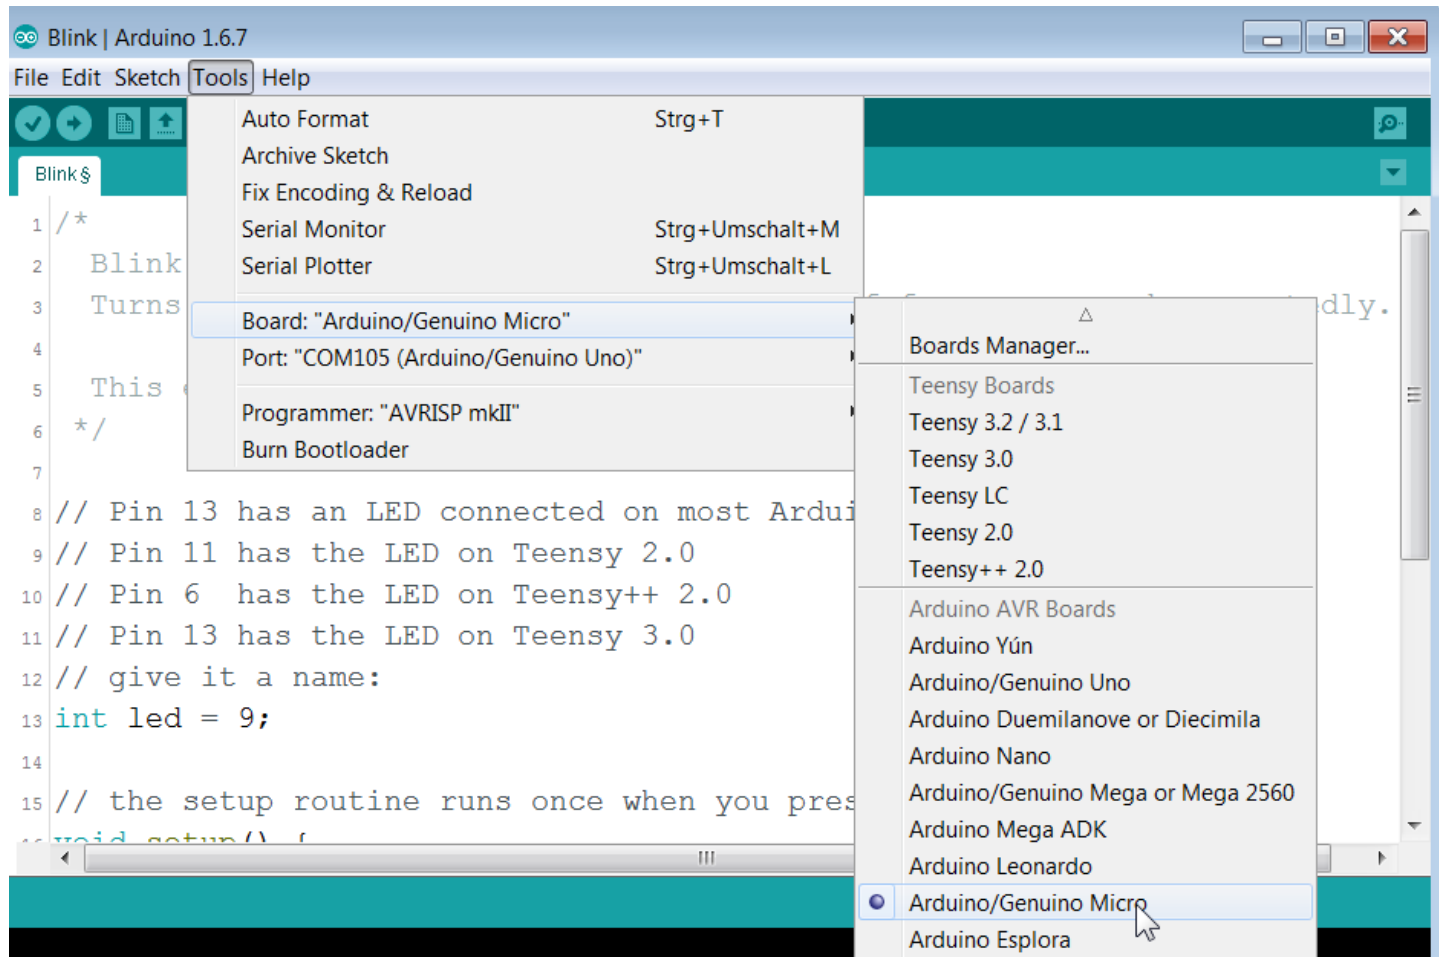 Blink | Arduino 1.6.7
File Edit Sketch Tools Help
Auto Format Strg+T
Archive Sketch
Fix Encoding & Reload
Serial Monitor Strg+Umschalt+M
Serial Plotter Strg+Umschalt+L
Board: "Arduino/Genuino Micro"
Port: "COM105 (Arduino/Genuino Uno)"
Programmer: "AVRISP mkII"
Burn Bootloader
Boards Manager...
Teensy Boards
Teensy 3.2 / 3.1
Teensy 3.0
Teensy LC
Teensy 2.0
Teensy++ 2.0
Arduino AVR Boards
Arduino Yún
Arduino/Genuino Uno
Arduino Duemilanove or Diecimila
Arduino Nano
Arduino/Genuino Mega or Mega 2560
Arduino Mega ADK
Arduino Leonardo
Arduino/Genuino Micro
Arduino Esplora
Blink §
1 /*
2 Blink
3 Turns dly.
4
5 This
6 */
7
8 // Pin 13 has an LED connected on most Ardui
9 // Pin 11 has the LED on Teensy 2.0
10 // Pin 6 has the LED on Teensy++ 2.0
11 // Pin 13 has the LED on Teensy 3.0
12 // give it a name:
13 int led = 9;
14
15 // the setup routine runs once when you pres
16 void setup() {